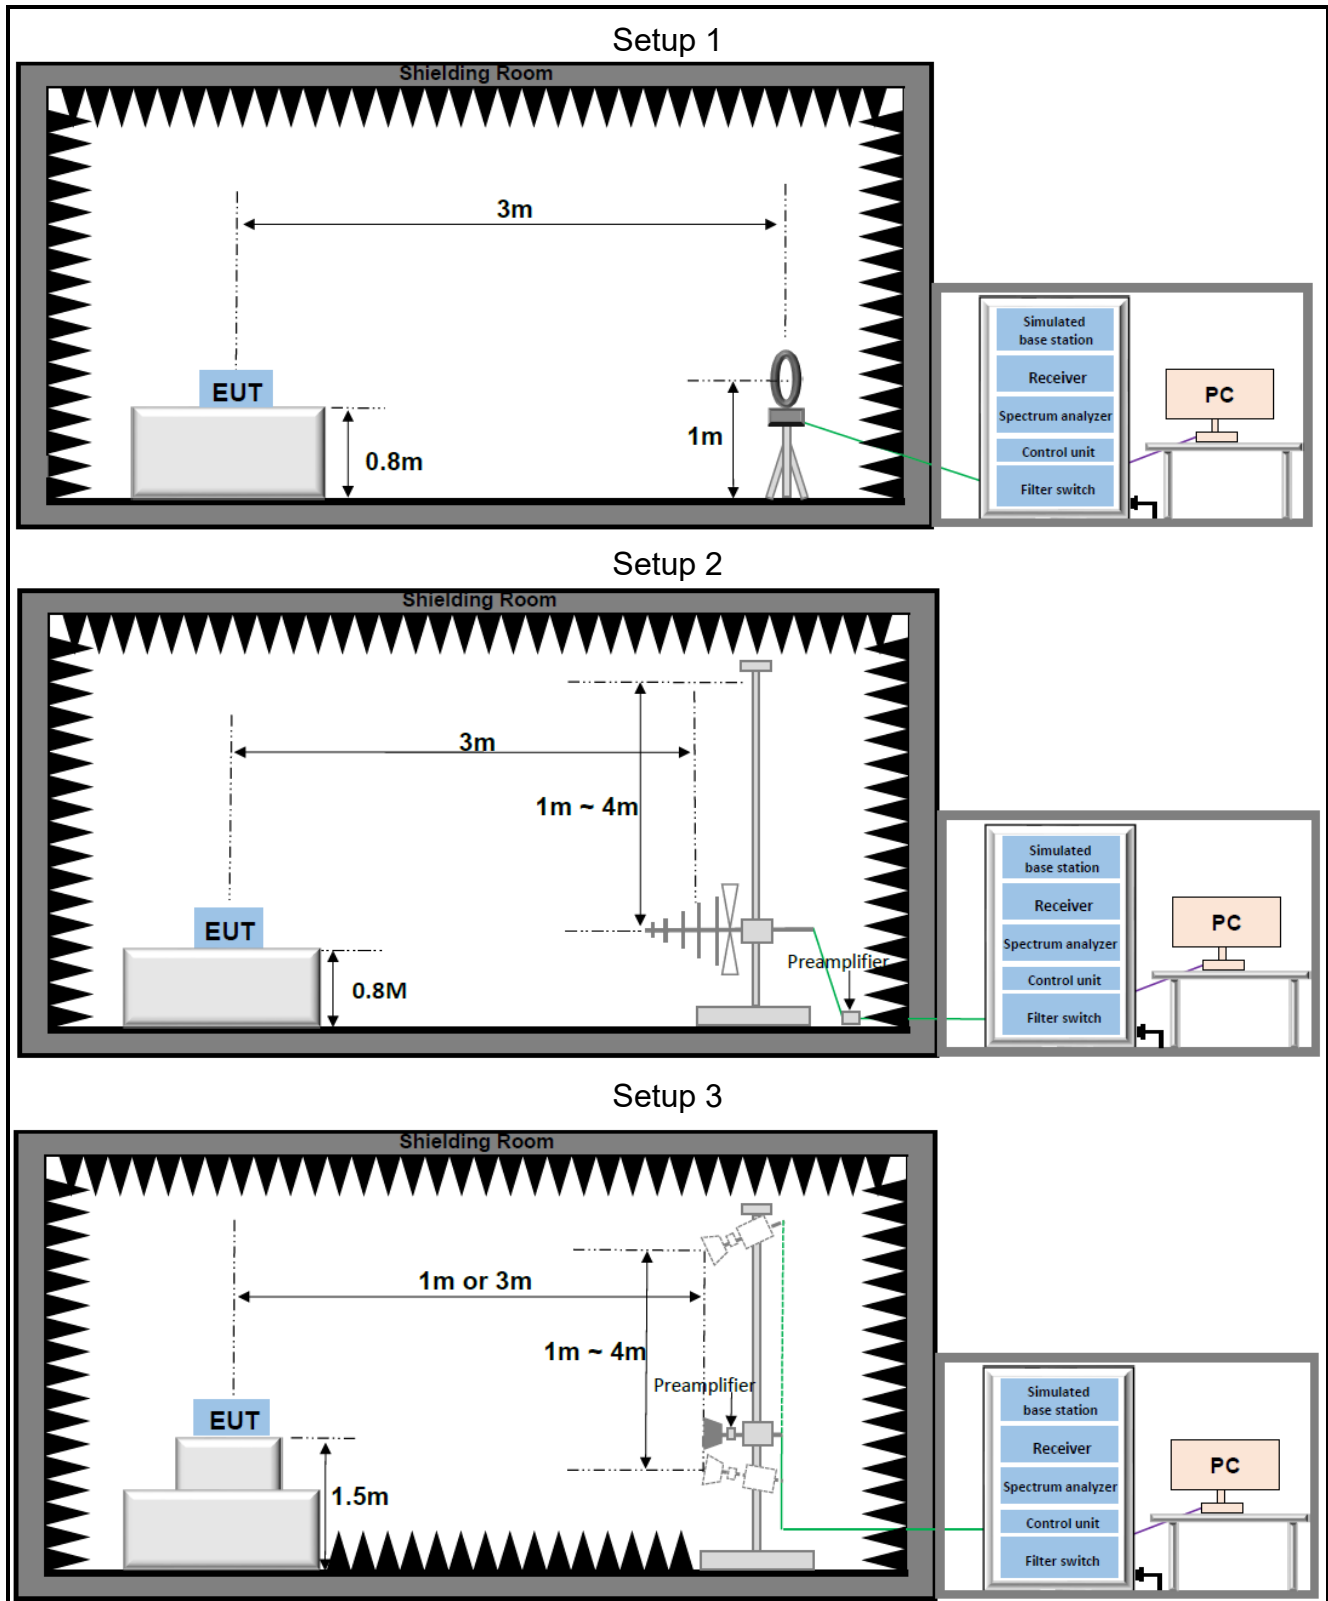 Setup 1
Shielding Room
3m
EUT
0.8m
1m
Simulated
base station
Receiver
Spectrum analyzer
Control unit
Filter switch
PC
Setup 2
Shielding Room
3m
1m ~ 4m
EUT
0.8M
Preamplifier
Simulated
base station
Receiver
Spectrum analyzer
Control unit
Filter switch
PC
Setup 3
Shielding Room
1m or 3m
1m ~ 4m
Preamplifier
EUT
1.5m
Simulated
base station
Receiver
Spectrum analyzer
Control unit
Filter switch
PC